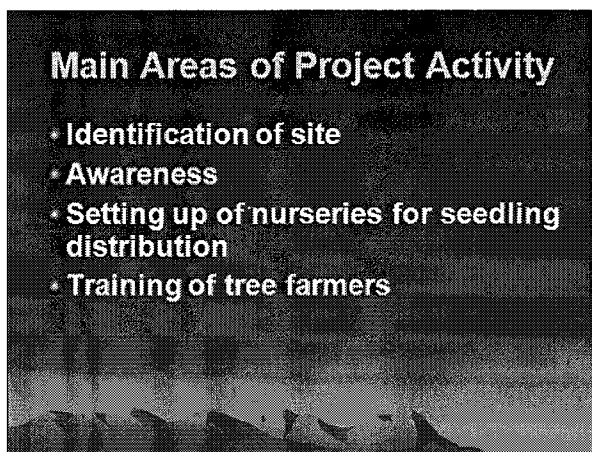 Main Areas of Project Activity
• Identification of site
• Awareness
• Setting up of nurseries for seedling
distribution
• Training of tree farmers